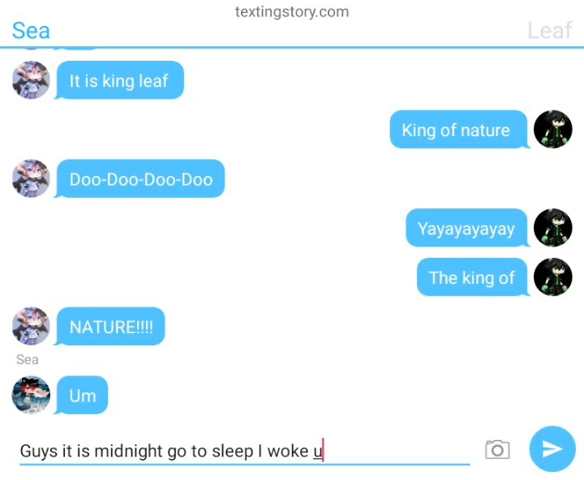 textingstory.com
Sea
Leaf
It is king leaf
King of nature
Doo-Doo-Doo-Doo
Yayayayayay
The king of
NATURE!!!!
Sea
Um
Guys it is midnight go to sleep I woke u